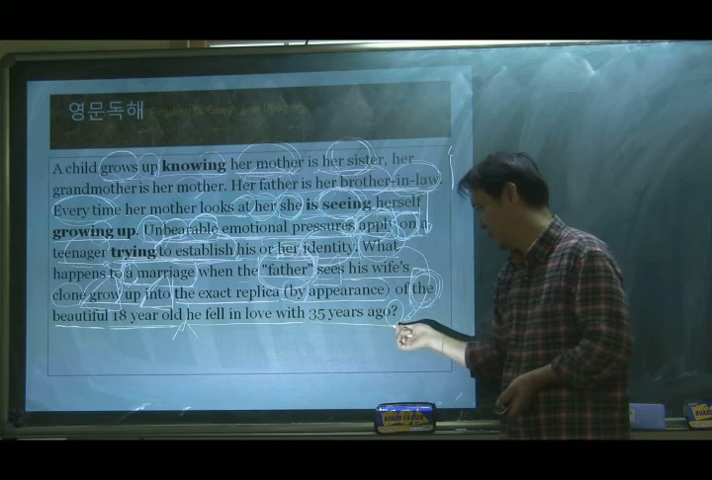 영문독해
A child grows up knowing her mother is her sister, her
grandmother is her mother. Her father is her brother-in-law.
Every time her mother looks at her she is seeing herself
growing up. Unbearable emotional pressures apply on a
teenager trying to establish his or her identity. What
happens to a marriage when the "father" sees his wife's
clone grow up into the exact replica (by appearance) of the
beautiful 18 year old he fell in love with 35 years ago?